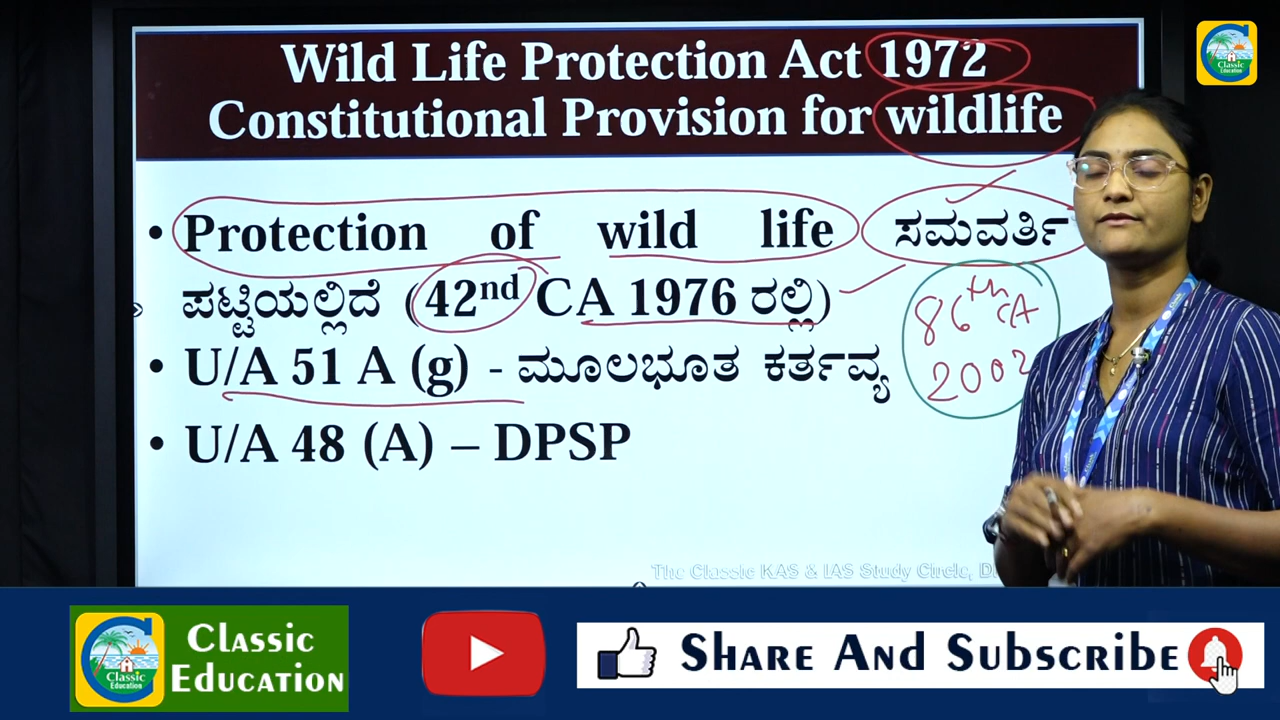 Wild Life Protection Act 1972
Constitutional Provision for wildlife
Classic
Education
• Protection of wild life ಸಮವರ್ತಿ
ಪಟ್ಟಿಯಲ್ಲಿದೆ (42nd CA 1976 ರಲ್ಲಿ)
86th CA
2002
• U/A 51 A (g) - ಮೂಲಭೂತ ಕರ್ತವ್ಯ
• U/A 48 (A) – DPSP
The Classic KAS & IAS Study Circle,
Classic
Education
Classic
Education
Share And Subscribe